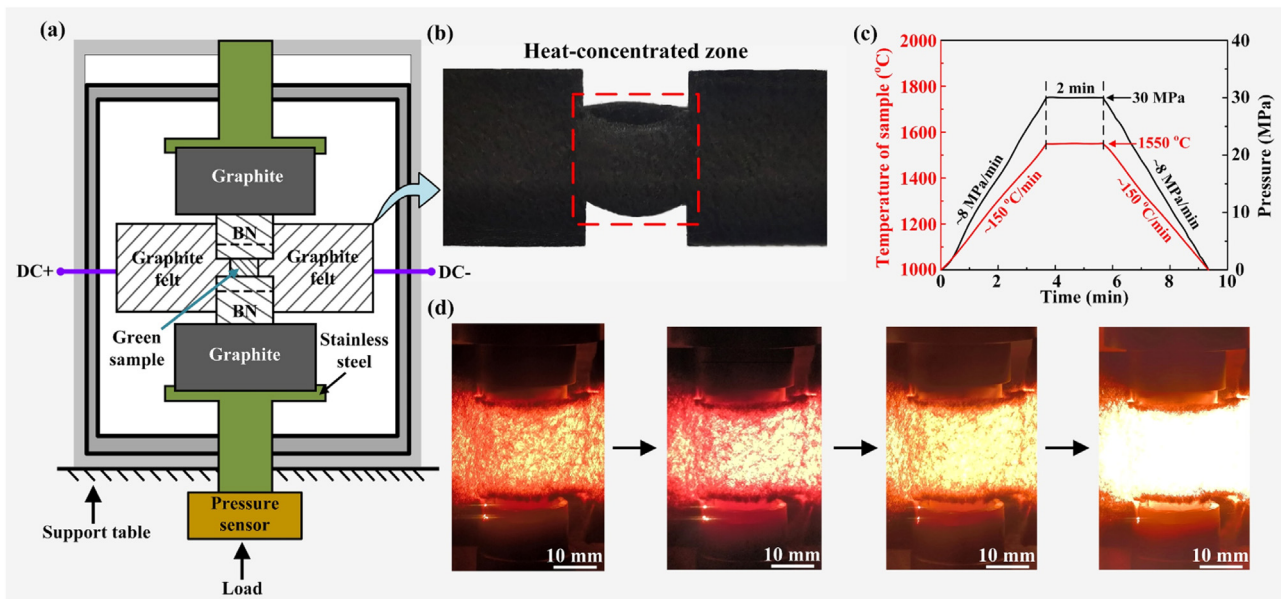 (a)
Graphite
BN
Graphite
felt
Graphite
felt
DC+
DC-
BN
Green
sample
Graphite
Stainless
steel
Pressure
sensor
Support table
Load
(b)
Heat-concentrated zone
(c)
Temperature of sample (°C)
2000
1800
1600
1400
1200
1000
40
30
20
10
0
Pressure (MPa)
0
2
4
6
8
10
Time (min)
2 min
30 MPa
1550 °C
~8 MPa/min
~150 °C/min
~8 MPa/min
~150 °C/min
(d)
10 mm
10 mm
10 mm
10 mm